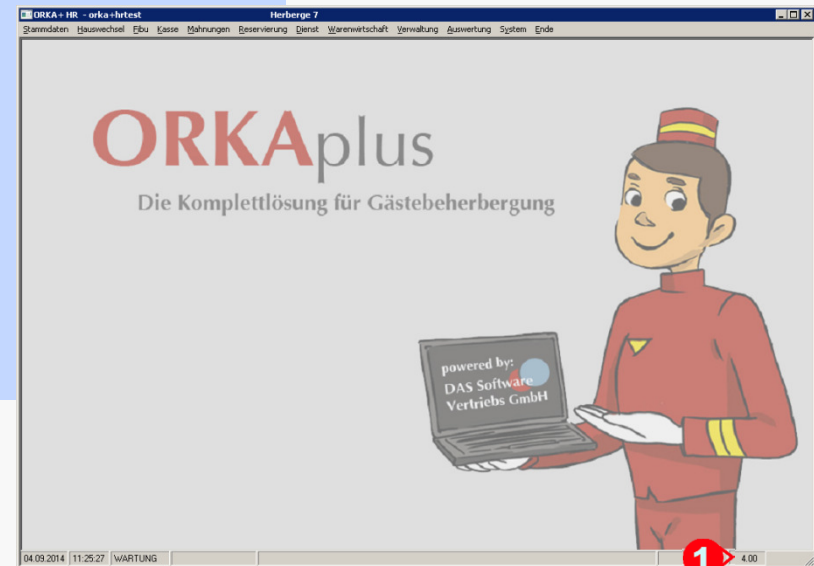 ORKA+ HR - orka+hrtest Herberge 7
Stammdaten Hauswechsel Fibu Kasse Mahnungen Reservierung Dienst Warenwirtschaft Verwaltung Auswertung System Ende
ORKAplus
Die Komplettlösung für Gästebeherbergung
powered by:
DAS Software
Vertriebs GmbH
04.09.2014 11:25:27 WARTUNG 1 4.00